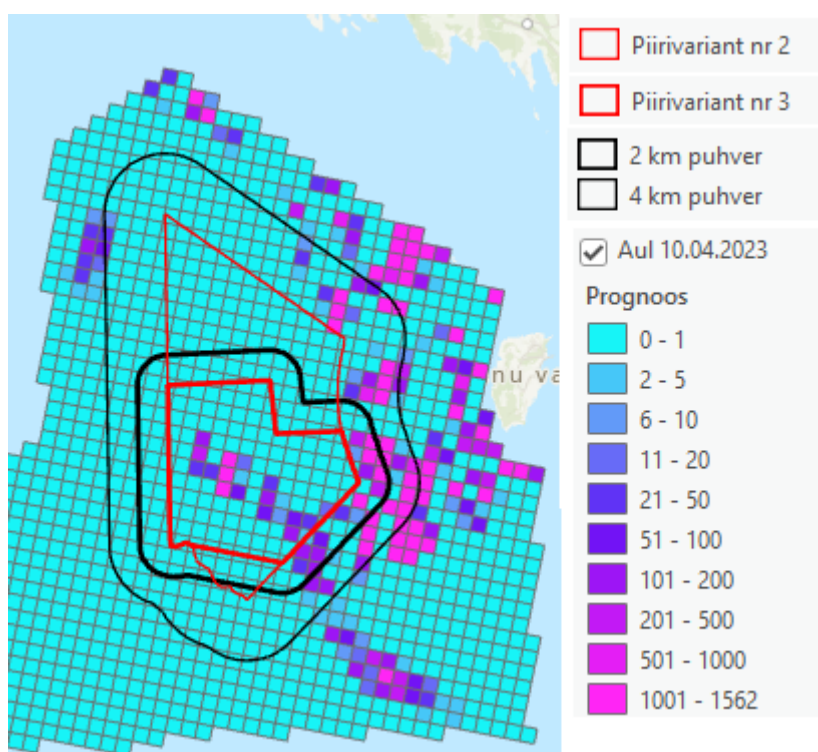 Piirivariant nr 2
Piirivariant nr 3
2 km puhver
4 km puhver
Aul 10.04.2023
Prognoos
0 - 1
2 - 5
6 - 10
11 - 20
21 - 50
51 - 100
101 - 200
201 - 500
501 - 1000
1001 - 1562